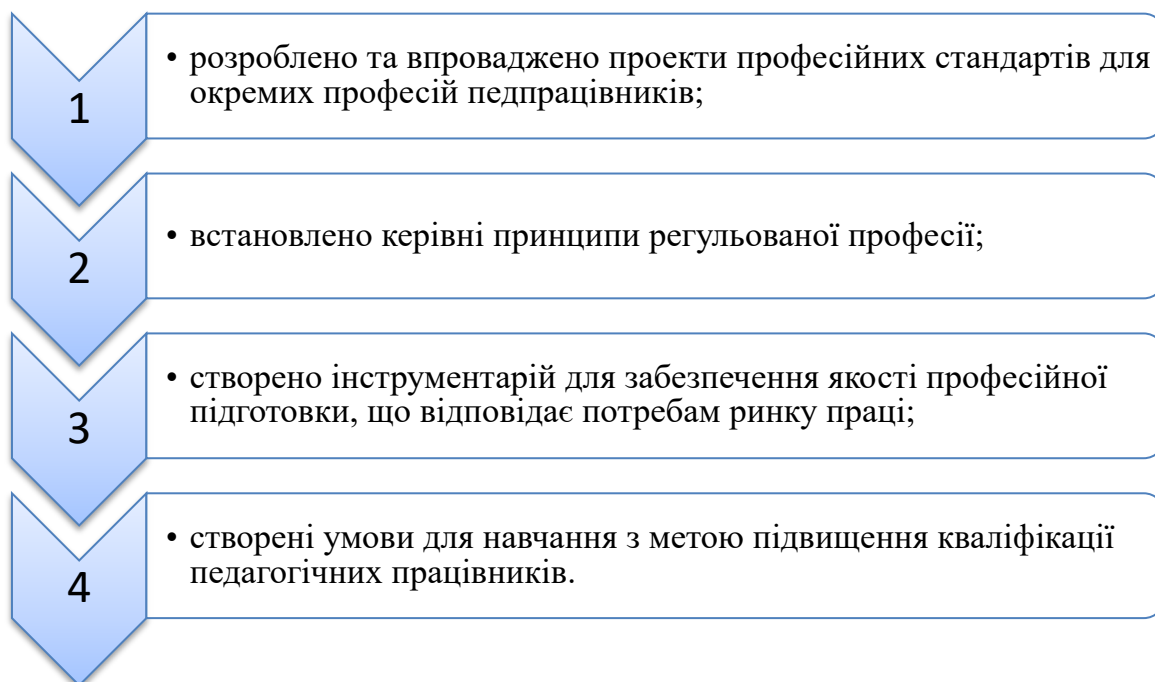 1
• розроблено та впроваджено проекти професійних стандартів для
окремих професій педпрацівників;
2
• встановлено керівні принципи регульованої професії;
3
• створено інструментарій для забезпечення якості професійної
підготовки, що відповідає потребам ринку праці;
4
• створені умови для навчання з метою підвищення кваліфікації
педагогічних працівників.